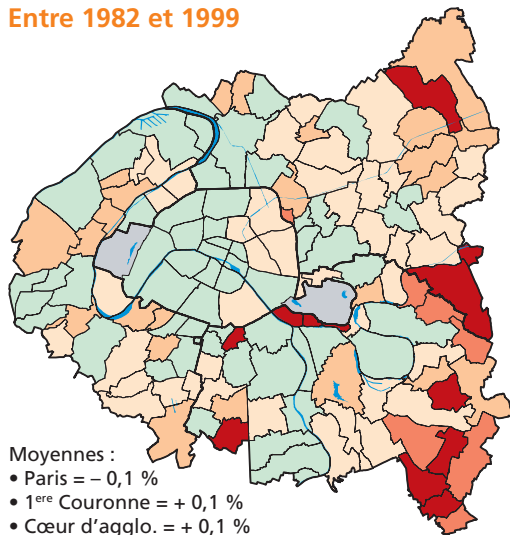 Entre 1982 et 1999
Moyennes :
• Paris = – 0,1 %
• 1ere Couronne = + 0,1 %
• Cœur d'agglo. = + 0,1 %